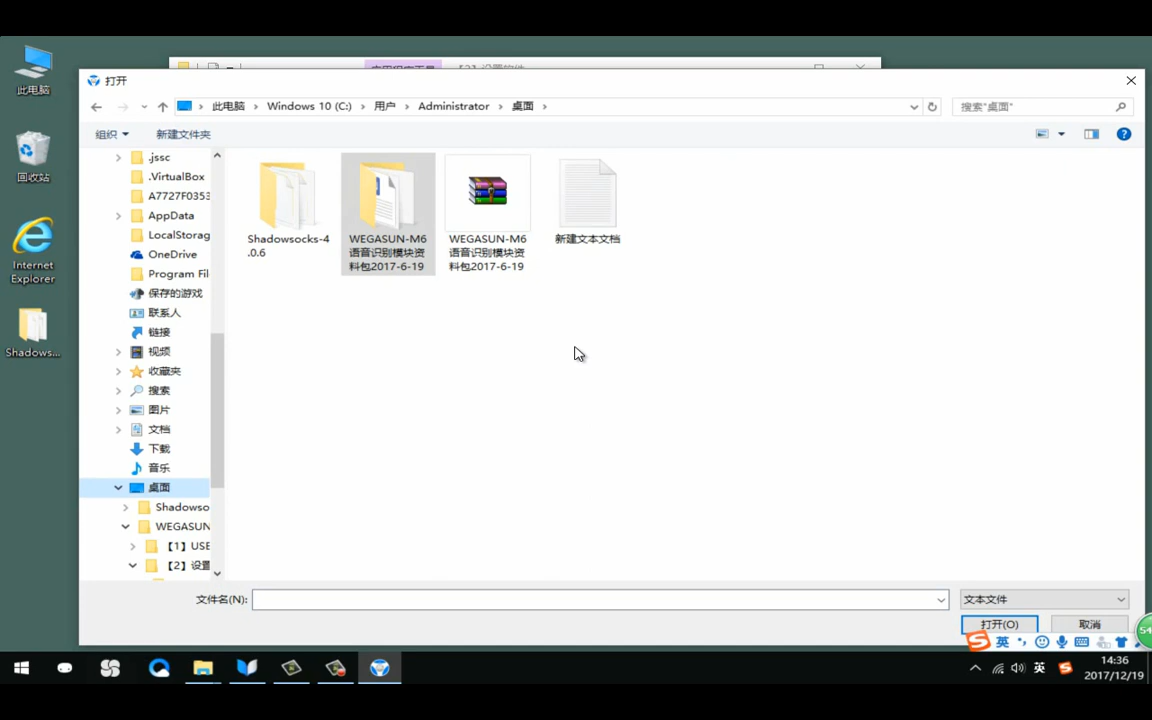 此电脑
回收站
Internet
Explorer
Shadows...
【2】设置软件
打开
此电脑 › Windows 10 (C:) › 用户 › Administrator › 桌面 ›
搜索"桌面"
组织
新建文件夹
.jssc
.VirtualBox
A7727F0353
AppData
LocalStorag
OneDrive
Program Fil
保存的游戏
联系人
链接
视频
收藏夹
搜索
图片
文档
下载
音乐
桌面
Shadowso
WEGASUN
【1】USE
【2】设置
Shadowsocks-4
.0.6
WEGASUN-M6
语音识别模块资
料包2017-6-19
WEGASUN-M6
语音识别模块资
料包2017-6-19
新建文本文档
文件名(N):
文本文件
打开(O)
取消
英
54
英
14:36
2017/12/19